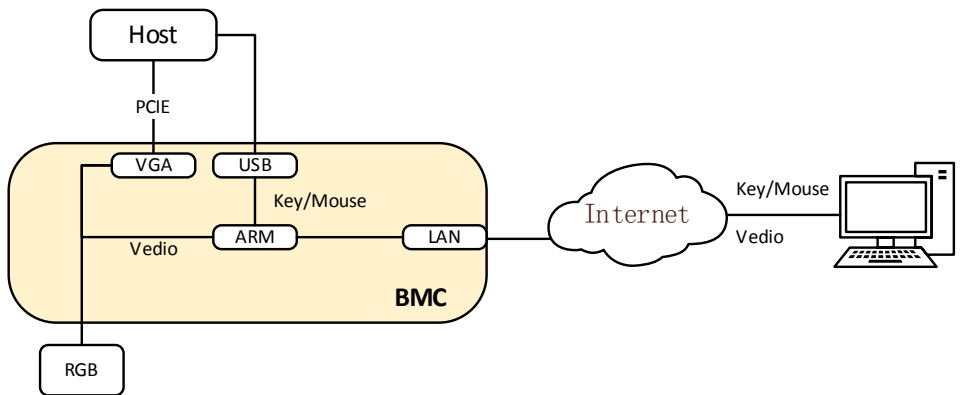 Host
PCIE
VGA
USB
Key/Mouse
Vedio
ARM
LAN
BMC
RGB
Internet
Key/Mouse
Vedio